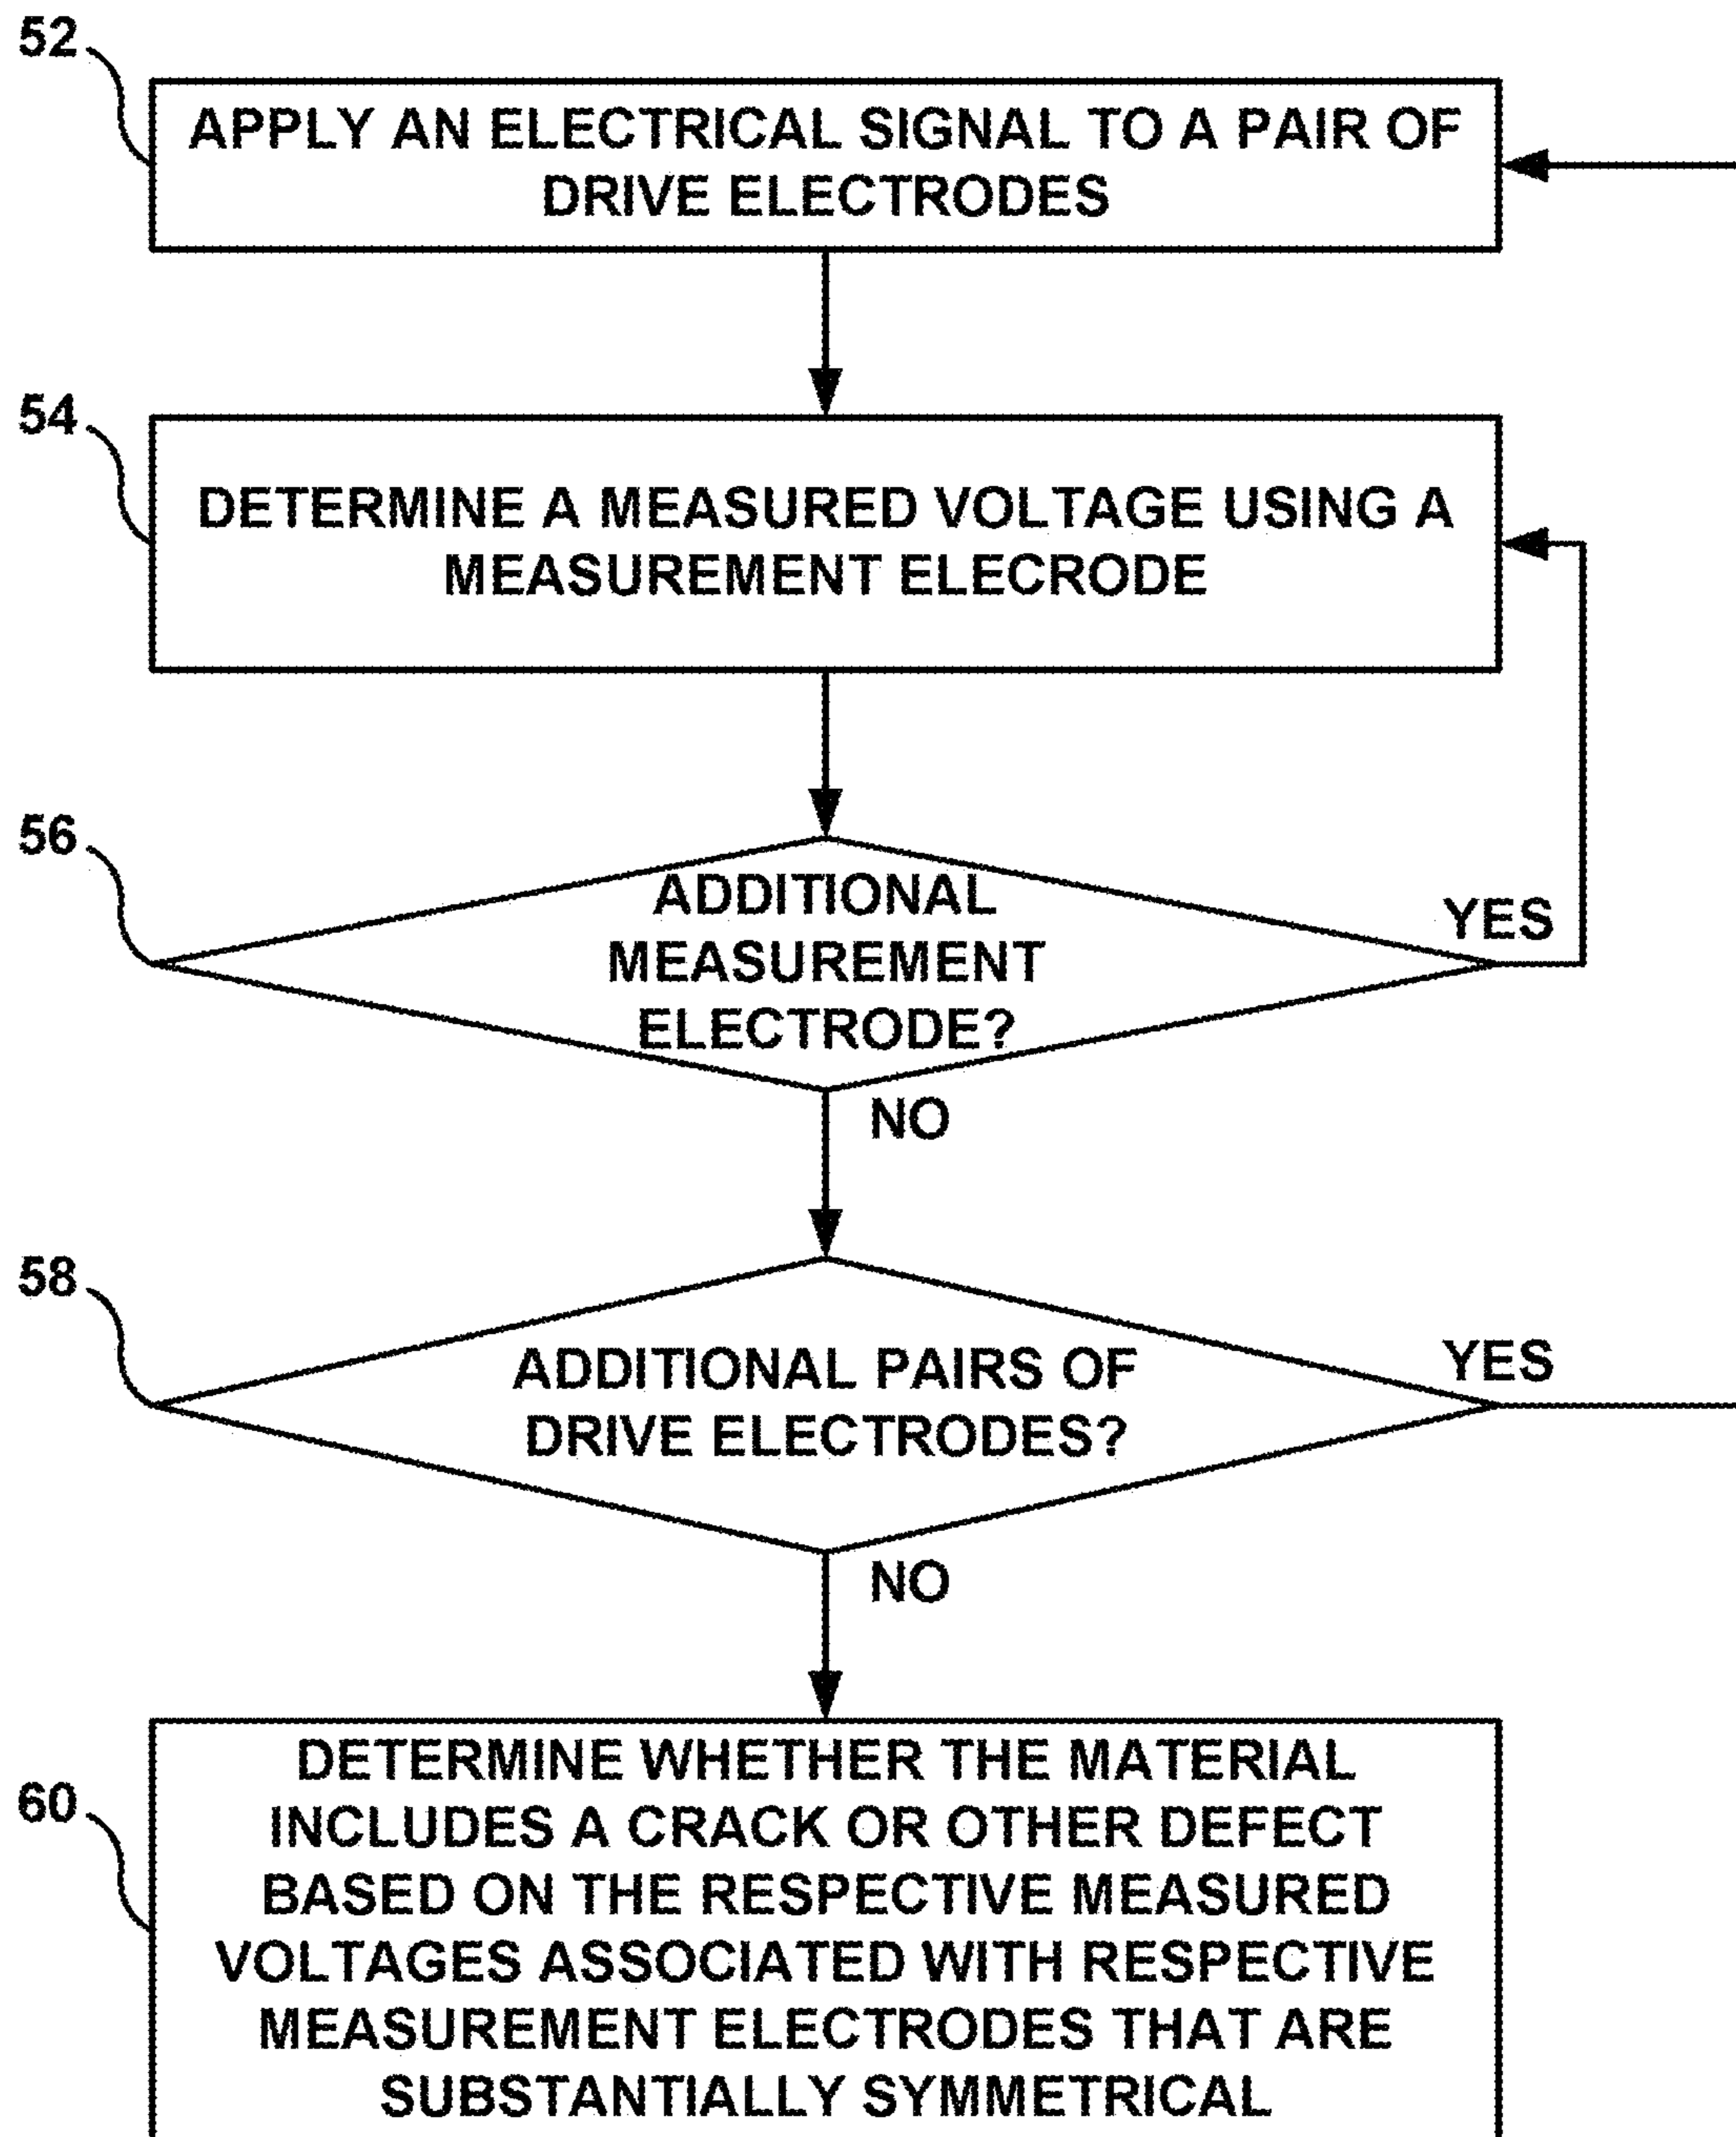 52
APPLY AN ELECTRICAL SIGNAL TO A PAIR OF
DRIVE ELECTRODES
54
DETERMINE A MEASURED VOLTAGE USING A
MEASUREMENT ELECRODE
56
ADDITIONAL
MEASUREMENT
ELECTRODE?
YES
NO
58
ADDITIONAL PAIRS OF
DRIVE ELECTRODES?
YES
NO
60
DETERMINE WHETHER THE MATERIAL
INCLUDES A CRACK OR OTHER DEFECT
BASED ON THE RESPECTIVE MEASURED
VOLTAGES ASSOCIATED WITH RESPECTIVE
MEASUREMENT ELECTRODES THAT ARE
SUBSTANTIALLY SYMMETRICAL